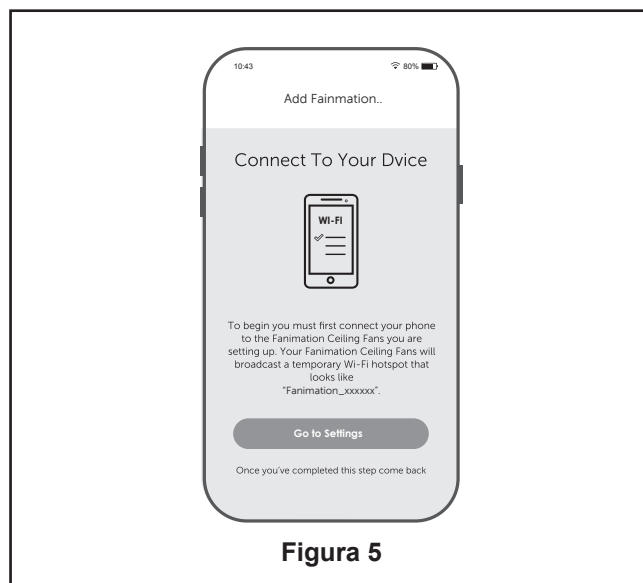 10:43 80%
Add Fainmation..
Connect To Your Dvice
WI-FI
To begin you must first connect your phone
to the Fanimation Ceiling Fans you are
setting up. Your Fanimation Ceiling Fans will
broadcast a temporary Wi-Fi hotspot that
looks like
"Fanimation_xxxxxx".
Go to Settings
Once you've completed this step come back
Figura 5